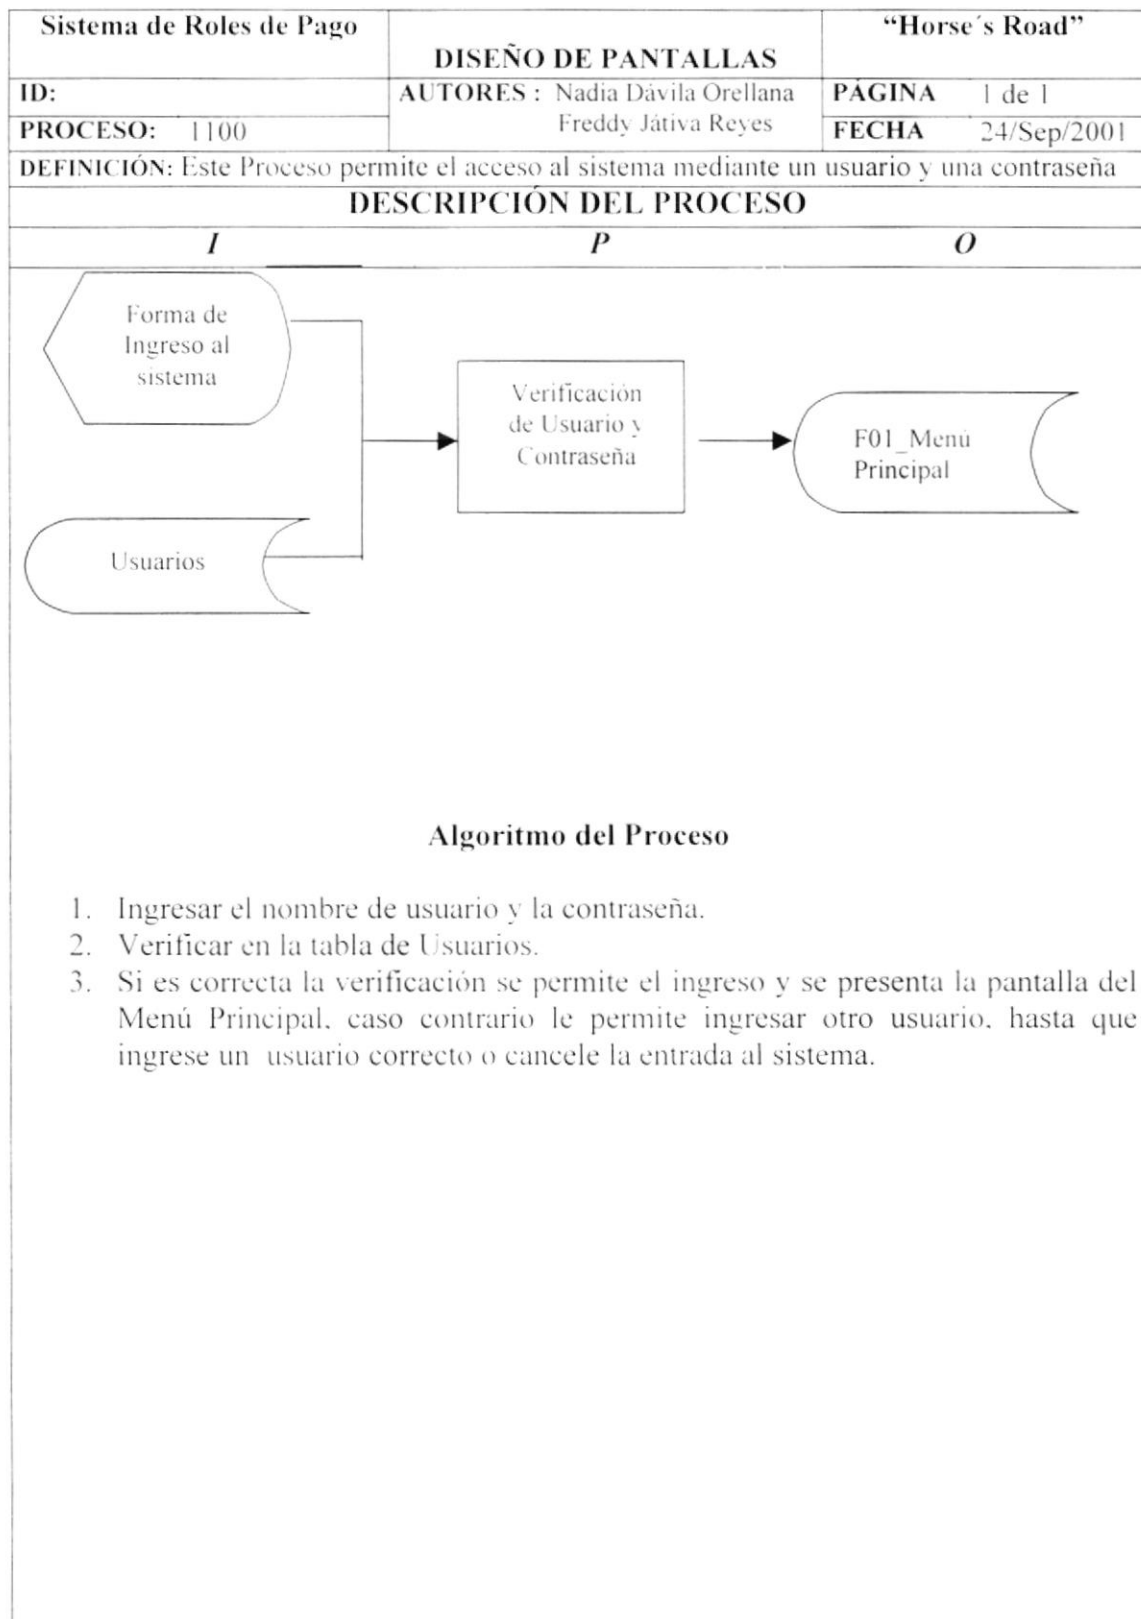 Sistema de Roles de Pago
DISEÑO DE PANTALLAS
“Horse´s Road”
ID:
AUTORES : Nadia Dávila Orellana
Freddy Játiva Reyes
PÁGINA 1 de 1
PROCESO: 1100
FECHA 24/Sep/2001
DEFINICIÓN: Este Proceso permite el acceso al sistema mediante un usuario y una contraseña
DESCRIPCIÓN DEL PROCESO
I P O
Forma de
Ingreso al
sistema
Verificación
de Usuario y
Contraseña
F01_Menú
Principal
Usuarios
Algoritmo del Proceso
1. Ingresar el nombre de usuario y la contraseña.
2. Verificar en la tabla de Usuarios.
3. Si es correcta la verificación se permite el ingreso y se presenta la pantalla del
Menú Principal, caso contrario le permite ingresar otro usuario, hasta que
ingrese un usuario correcto o cancele la entrada al sistema.